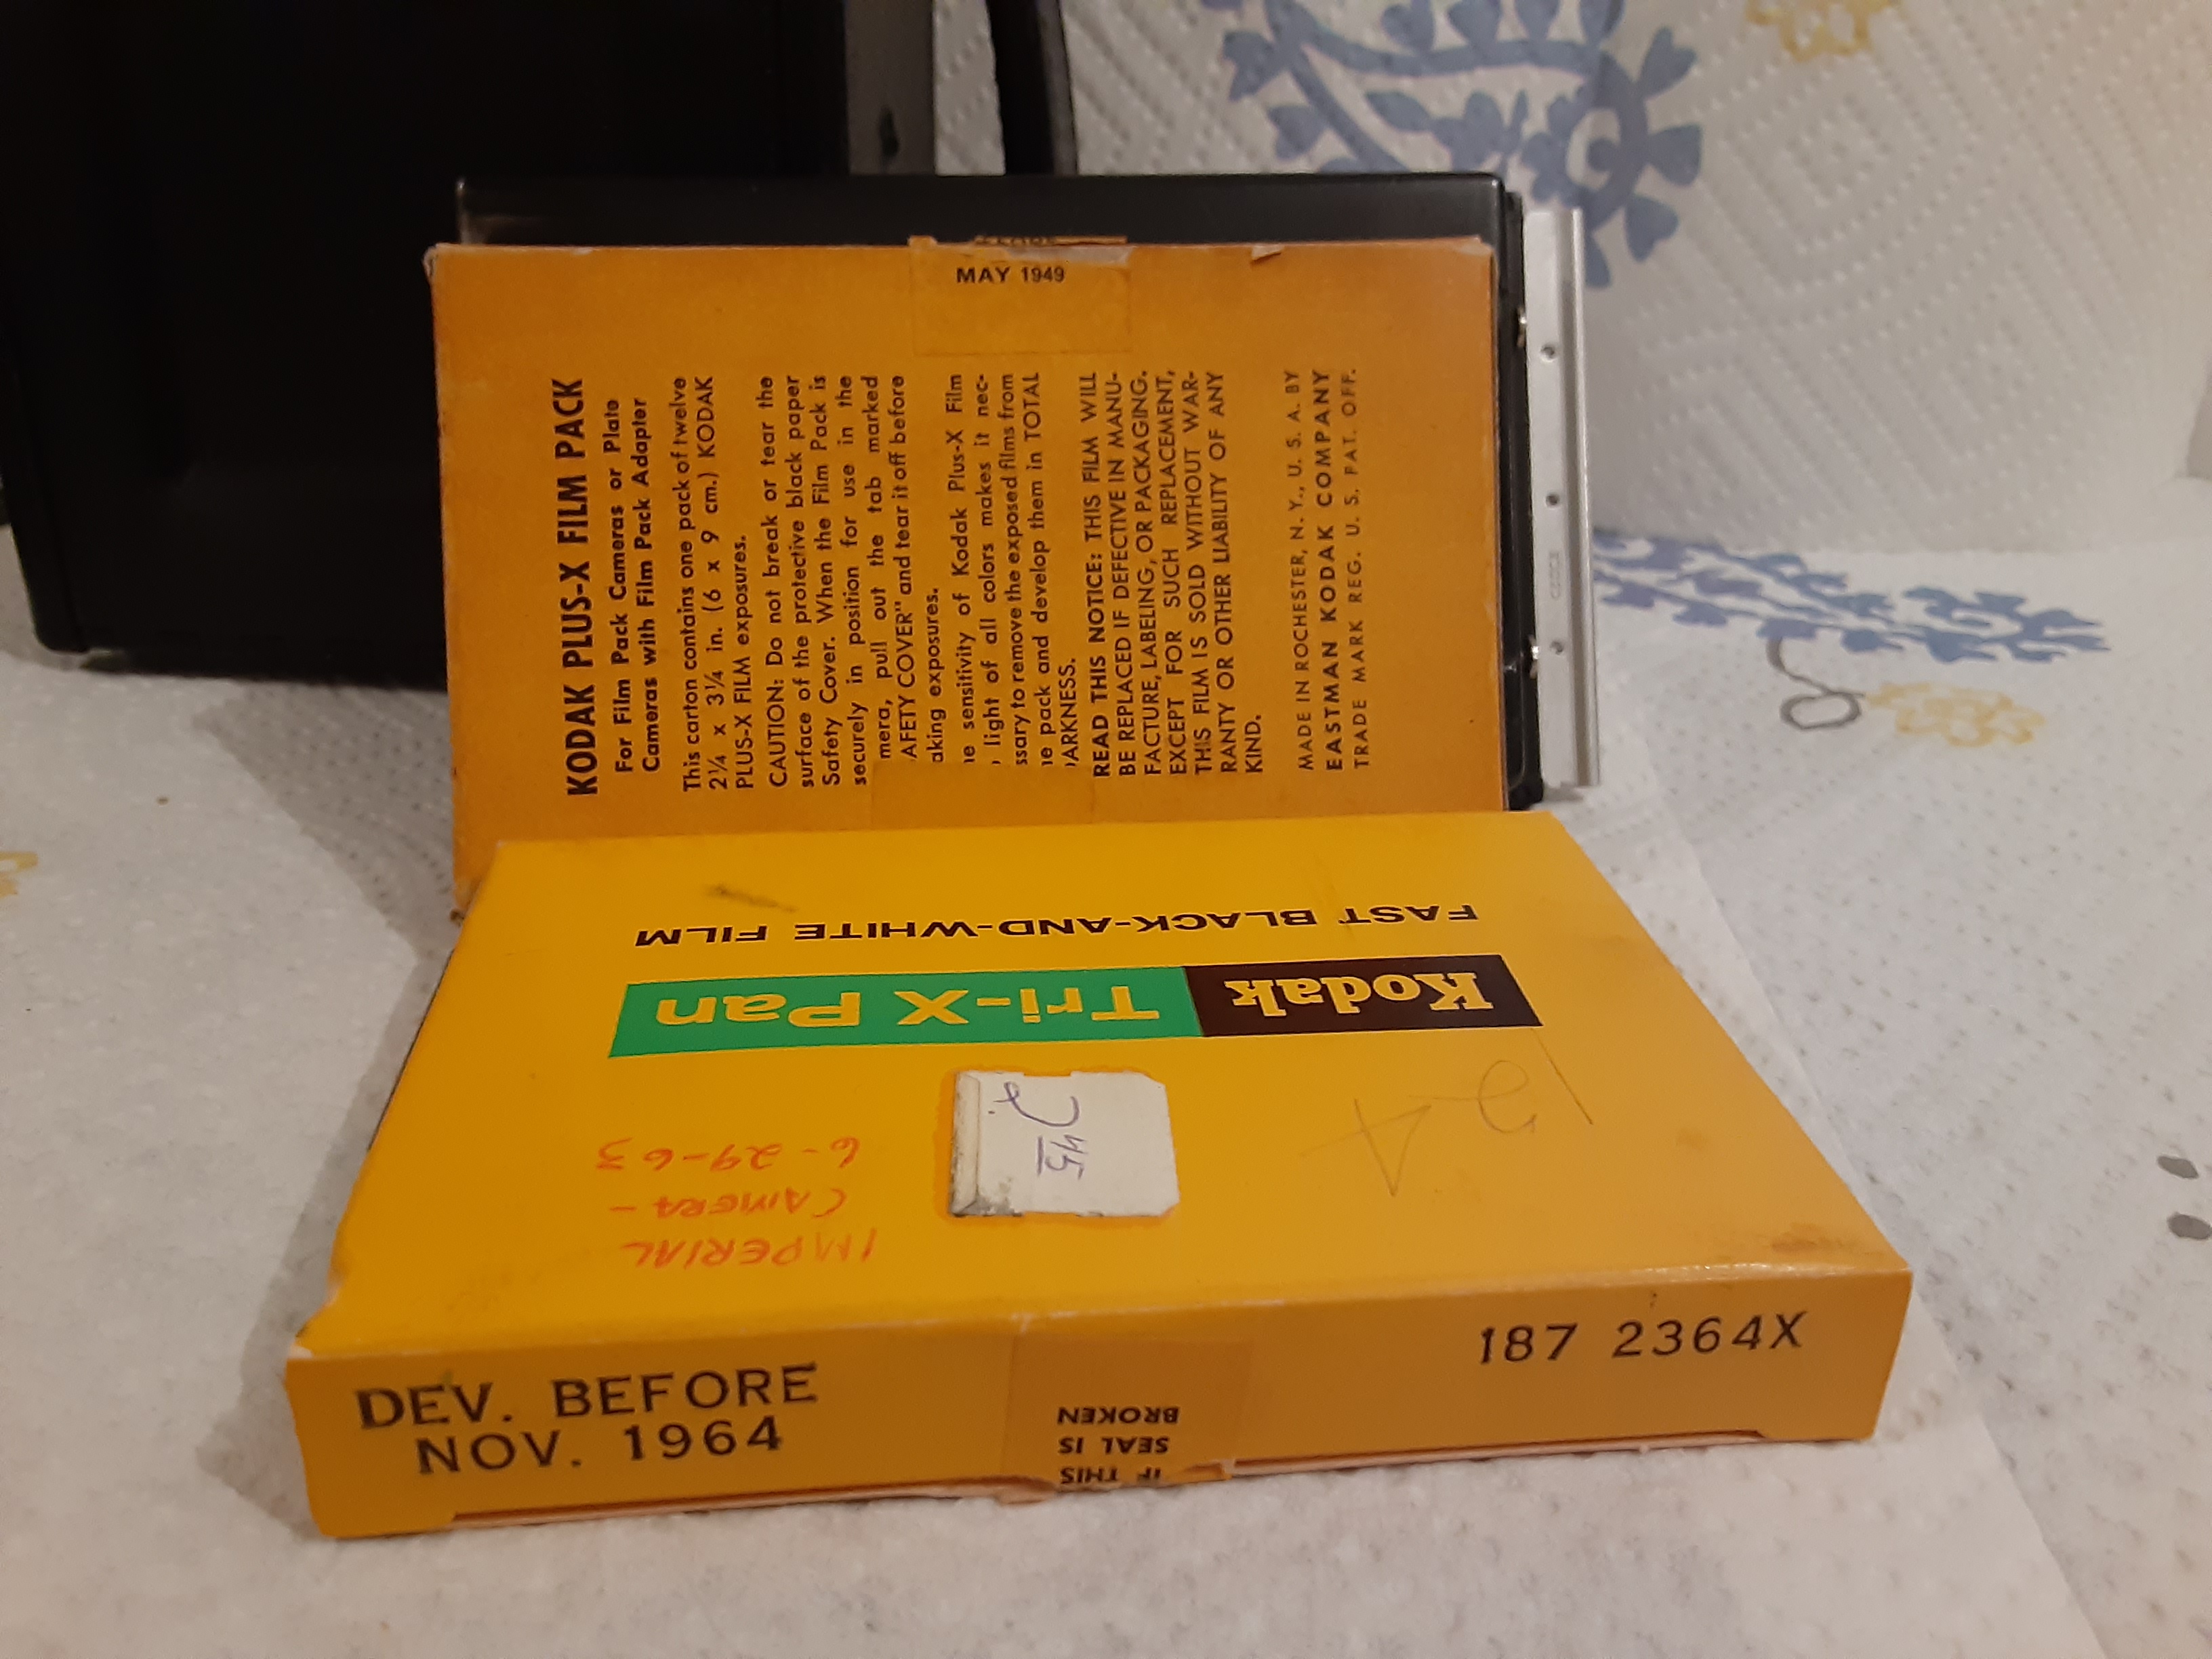 MAY 1949
KODAK PLUS-X FILM PACK
For Film Pack Cameras or Plate
Cameras with Film Pack Adapter
This carton contains one pack of twelve
2¼ x 3¼ in. (6 x 9 cm.) KODAK
PLUS-X FILM exposures.
CAUTION: Do not break or tear the
surface of the protective black paper
Safety Cover. When the Film Pack is
securely in position for use in the
mera, pull out the tab marked
AFETY COVER" and tear it off before
aking exposures.
e sensitivity of Kodak Plus-X Film
, light of all colors makes it nec-
ssary to remove the exposed films from
e pack and develop them in TOTAL
ARKNESS.
READ THIS NOTICE: THIS FILM WILL
BE REPLACED IF DEFECTIVE IN MANU-
FACTURE, LABELING, OR PACKAGING.
EXCEPT FOR SUCH REPLACEMENT,
THIS FILM IS SOLD WITHOUT WAR-
RANTY OR OTHER LIABILITY OF ANY
KIND.
MADE IN ROCHESTER, N. Y., U. S. A. BY
EASTMAN KODAK COMPANY
TRADE MARK REG. U. S. PAT. OFF.
FAST BLACK-AND-WHITE FILM
Kodak Tri-X Pan
124
2 45
IMPERIAL
CAMERA -
6-29-63
DEV. BEFORE
NOV. 1964
IF THIS
SEAL IS
BROKEN
187 2364X